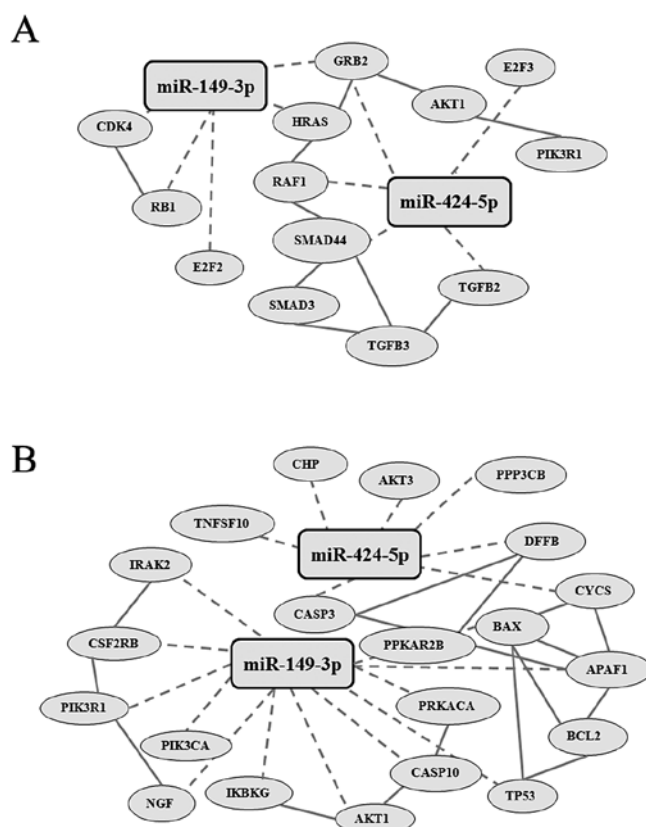 A
GRB2
E2F3
miR-149-3p
AKT1
CDK4
HRAS
PIK3R1
RAF1
miR-424-5p
RB1
SMAD44
E2F2
TGFB2
SMAD3
TGFB3
B
CHP
AKT3
PPP3CB
TNFSF10
miR-424-5p
DFFB
IRAK2
CYCS
CASP3
BAX
CSF2RB
PPKAR2B
miR-149-3p
APAF1
PIK3R1
PRKACA
PIK3CA
BCL2
CASP10
NGF
IKBKG
TP53
AKT1